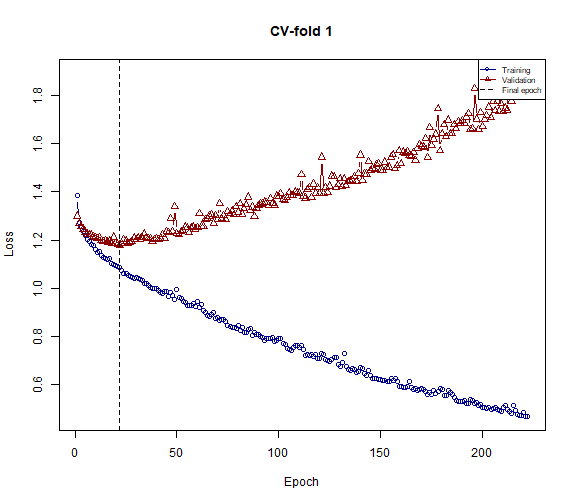 CV-fold 1
Training
Validation
Final epoch
Loss
1.8
1.6
1.4
1.2
1.0
0.8
0.6
0
50
100
150
200
Epoch